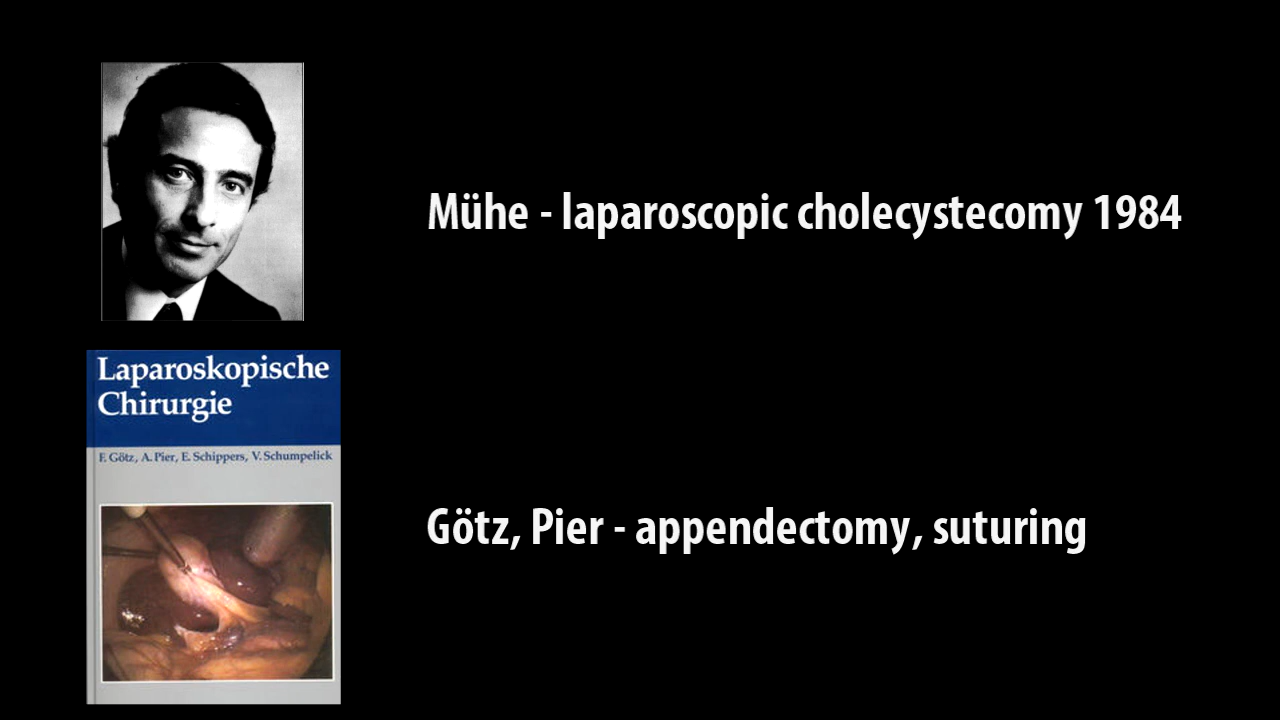 Mühe - laparoscopic cholecystecomy 1984
Laparoskopische
Chirurgie
F. Götz, A. Pier, E. Schippers, V. Schumpelick
Götz, Pier - appendectomy, suturing